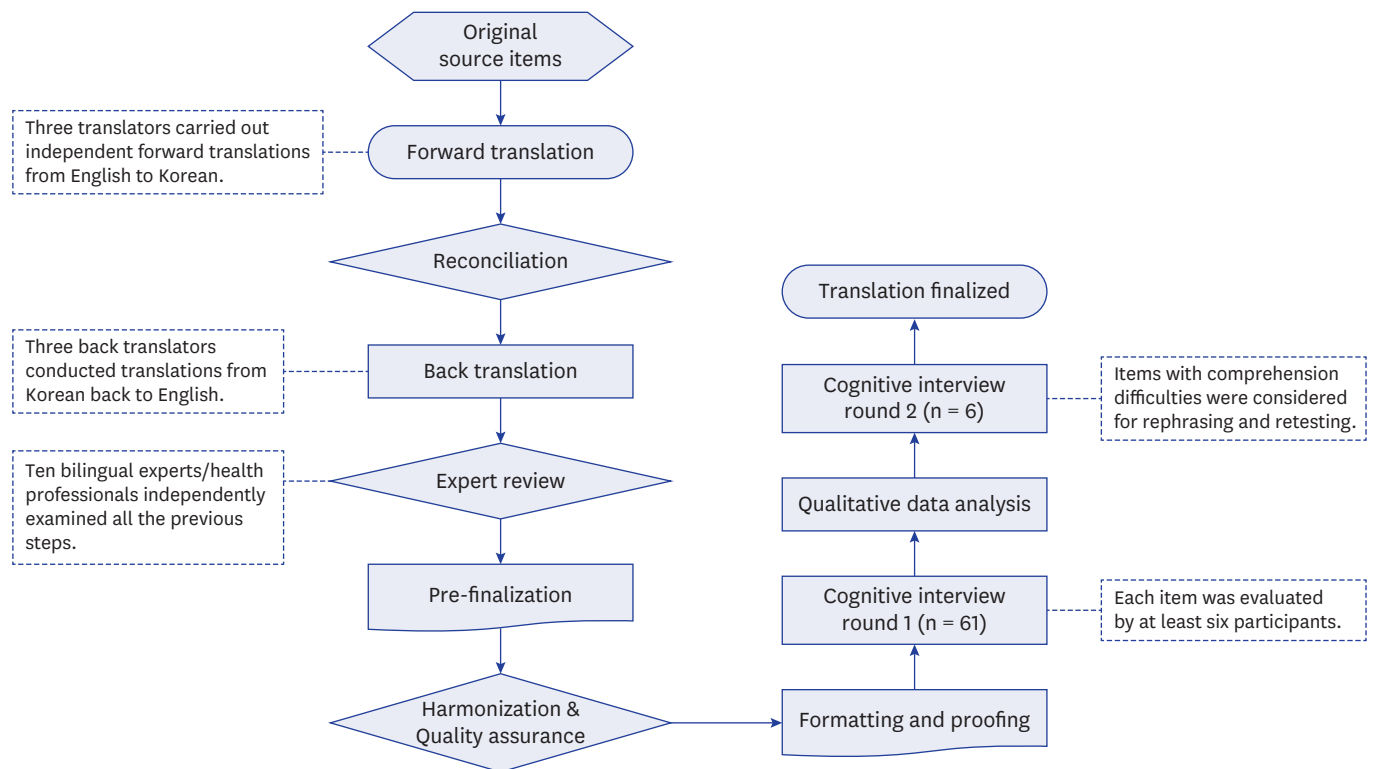 Original
source items
Three translators carried out
independent forward translations
from English to Korean.
Forward translation
Reconciliation
Three back translators
conducted translations from
Korean back to English.
Back translation
Ten bilingual experts/health
professionals independently
examined all the previous
steps.
Expert review
Pre-finalization
Harmonization &
Quality assurance
Formatting and proofing
Cognitive interview
round 1 (n = 61)
Each item was evaluated
by at least six participants.
Qualitative data analysis
Cognitive interview
round 2 (n = 6)
Items with comprehension
difficulties were considered
for rephrasing and retesting.
Translation finalized